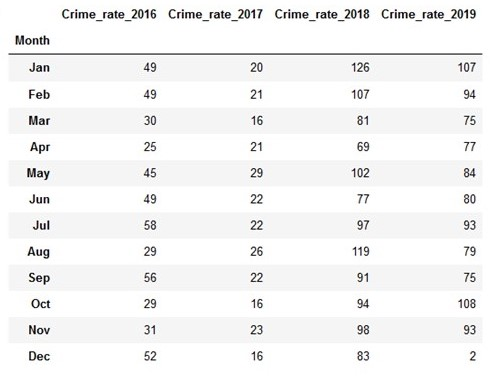 Crime_rate_2016 Crime_rate_2017 Crime_rate_2018 Crime_rate_2019
Month
Jan 49 20 126 107
Feb 49 21 107 94
Mar 30 16 81 75
Apr 25 21 69 77
May 45 29 102 84
Jun 49 22 77 80
Jul 58 22 97 93
Aug 29 26 119 79
Sep 56 22 91 75
Oct 29 16 94 108
Nov 31 23 98 93
Dec 52 16 83 2